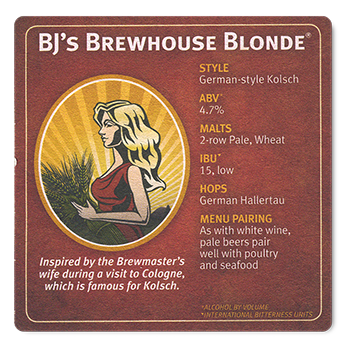 BJ's Brewhouse Blonde®
STYLE
German-style Kolsch
ABV*
4.7%
MALTS
2-row Pale, Wheat
IBU*
15, low
HOPS
German Hallertau
MENU PAIRING
As with white wine,
pale beers pair
well with poultry
and seafood
Inspired by the Brewmaster's
wife during a visit to Cologne,
which is famous for Kolsch.
*ALCOHOL BY VOLUME
*INTERNATIONAL BITTERNESS UNITS